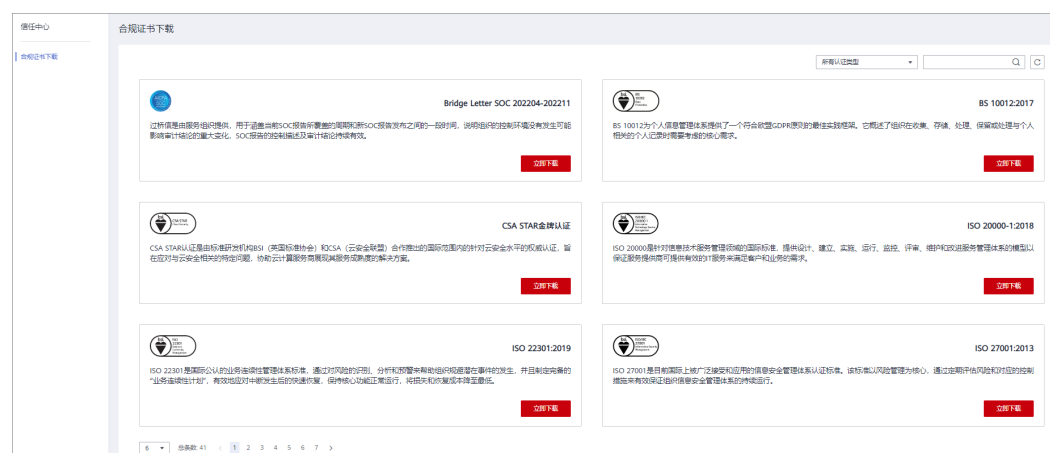 信任中心
合规证书下载
合规证书下载
所有认证类型
Bridge Letter SOC 202204-202211
过桥信是由服务组织提供，用于涵盖当前SOC报告所覆盖的周期和新SOC报告发布之间的一段时间，说明组织的控制环境没有发生可能
影响审计结论的重大变化，SOC报告的控制描述及审计结论持续有效。
立即下载
BS 10012:2017
BS 10012为个人信息管理体系提供了一个符合欧盟GDPR原则的最佳实践框架。它概述了组织在收集、存储、处理、保留或处理与个人
相关的个人记录时需要考虑的核心需求。
立即下载
CSA STAR金牌认证
CSA STAR认证是由标准研发机构BSI（英国标准协会）和CSA（云安全联盟）合作推出的国际范围内的针对云安全水平的权威认证，旨
在应对与云安全相关的特定问题，协助云计算服务商展现其服务成熟度的解决方案。
立即下载
ISO 20000-1:2018
ISO 20000是针对信息技术服务管理领域的国际标准，提供设计、建立、实施、运行、监控、评审、维护和改进服务管理体系的模型以
保证服务提供商可提供有效的IT服务来满足客户和业务的需求。
立即下载
ISO 22301:2019
ISO 22301是国际公认的业务连续性管理体系标准，通过对风险的识别、分析和预警来帮助组织规避潜在事件的发生，并且制定完善的
“业务连续性计划”，有效地应对中断发生后的快速恢复，保持核心功能正常运行，将损失和恢复成本降至最低。
立即下载
ISO 27001:2013
ISO 27001是目前国际上被广泛接受和应用的信息安全管理体系认证标准。该标准以风险管理为核心，通过定期评估风险和对应的控制
措施来有效保证组织信息安全管理体系的持续运行。
立即下载
6 总条数: 41 1 2 3 4 5 6 7